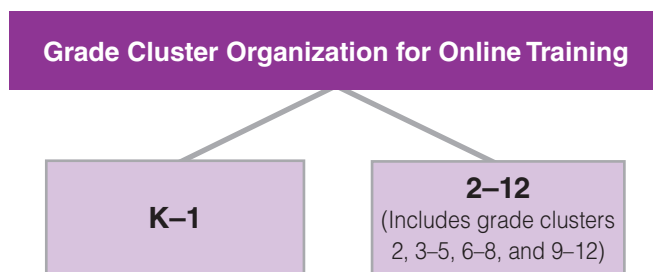 Grade Cluster Organization for Online Training
K–1
2–12
(Includes grade clusters
2, 3–5, 6–8, and 9–12)